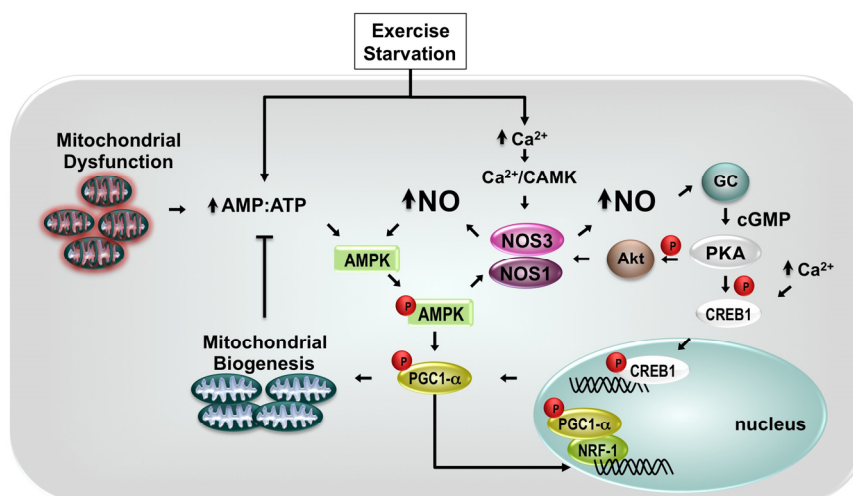 Exercise
Starvation
Mitochondrial
Dysfunction
Ca²⁺
Ca²⁺/CAMK
AMP:ATP
NO
NO
GC
cGMP
NOS3
NOS1
Akt
P
PKA
Ca²⁺
P
CREB1
AMPK
P
AMPK
Mitochondrial
Biogenesis
P
PGC1-α
P
CREB1
P
PGC1-α
NRF-1
nucleus